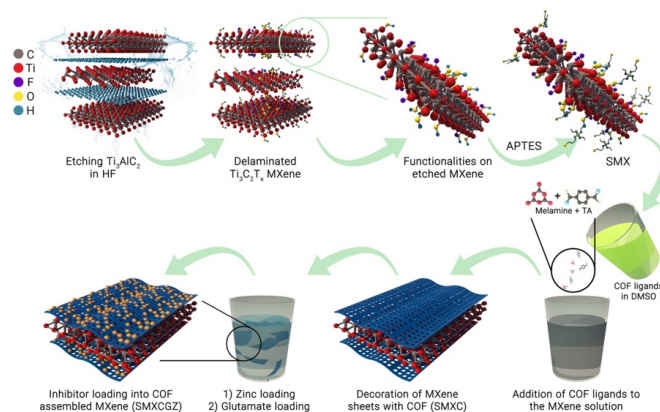 C
Ti
F
O
H
Etching Ti₃AlC₂
in HF
Delaminated
Ti₃C₂Tₓ MXene
Functionalities on
etched MXene
APTES
SMX
Melamine + TA
COF ligands
in DMSO
Inhibitor loading into COF
assembled MXene (SMXCGZ)
1) Zinc loading
2) Glutamate loading
Decoration of MXene
sheets with COF (SMXC)
Addition of COF ligands to
the MXene solution